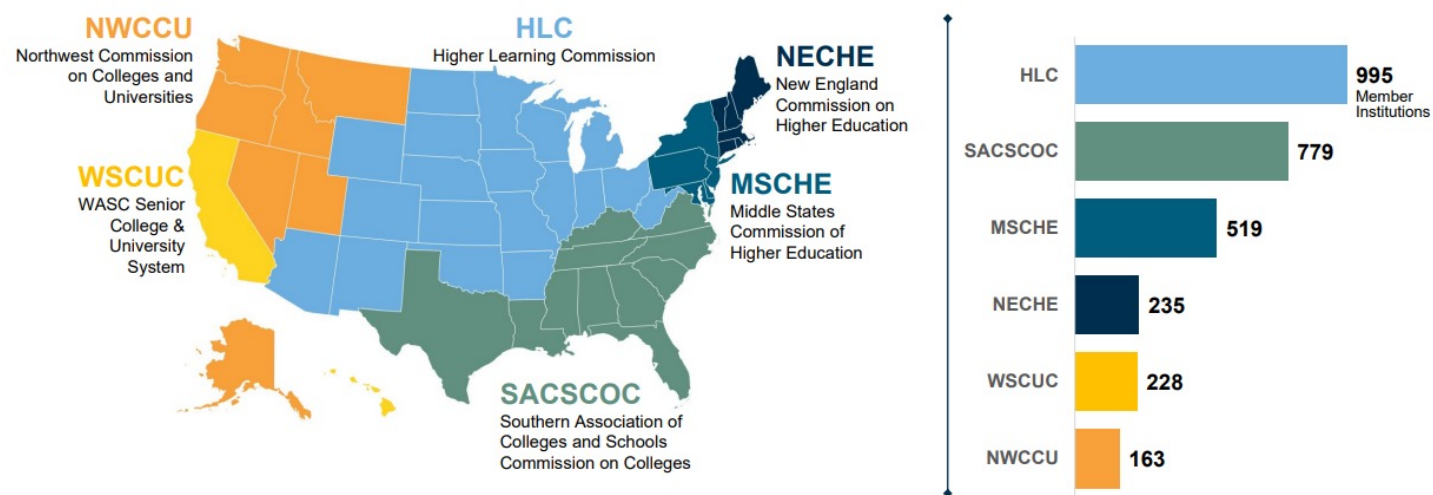 NWCCU
Northwest Commission
on Colleges and
Universities
HLC
Higher Learning Commission
NECHE
New England
Commission on
Higher Education
WSCUC
WASC Senior
College &
University
System
MSCHE
Middle States
Commission of
Higher Education
SACSCOC
Southern Association of
Colleges and Schools
Commission on Colleges
HLC
995
Member
Institutions
SACSCOC
779
MSCHE
519
NECHE
235
WSCUC
228
NWCCU
163